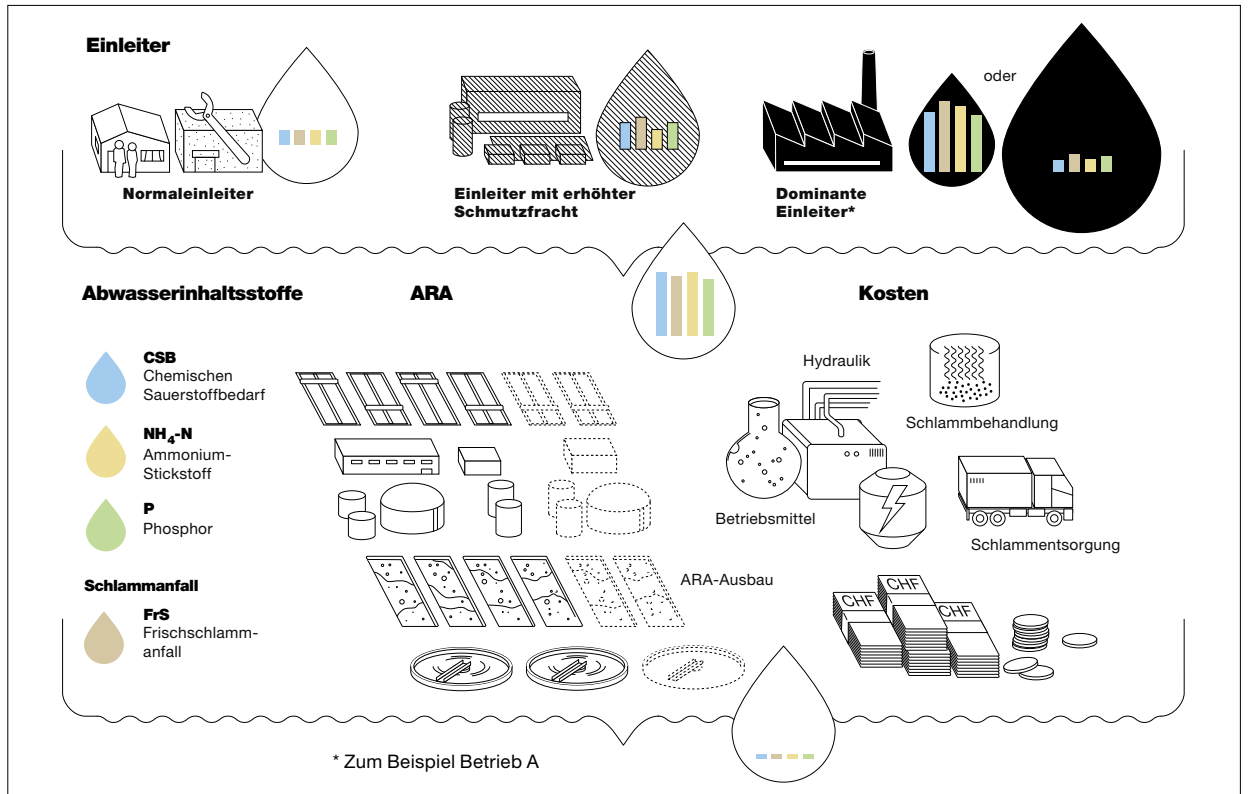 Einleiter
oder
Normaleinleiter
Einleiter mit erhöhter
Schmutzfracht
Dominante
Einleiter*
Abwasserinhaltsstoffe
ARA
Kosten
CSB
Chemischen
Sauerstoffbedarf
NH4-N
Ammonium-
Stickstoff
P
Phosphor
Schlammanfall
FrS
Frischschlamm-
anfall
ARA-Ausbau
Hydraulik
Schlammbehandlung
Betriebsmittel
Schlammentsorgung
CHF
CHF
CHF
* Zum Beispiel Betrieb A